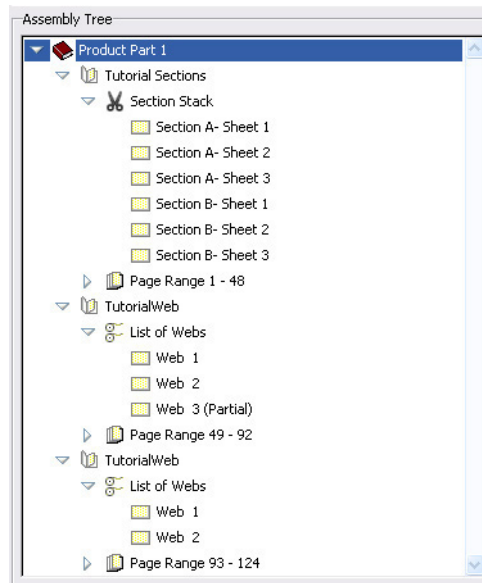 Assembly Tree
Product Part 1
Tutorial Sections
Section Stack
Section A- Sheet 1
Section A- Sheet 2
Section A- Sheet 3
Section B- Sheet 1
Section B- Sheet 2
Section B- Sheet 3
Page Range 1 - 48
TutorialWeb
List of Webs
Web 1
Web 2
Web 3 (Partial)
Page Range 49 - 92
TutorialWeb
List of Webs
Web 1
Web 2
Page Range 93 - 124